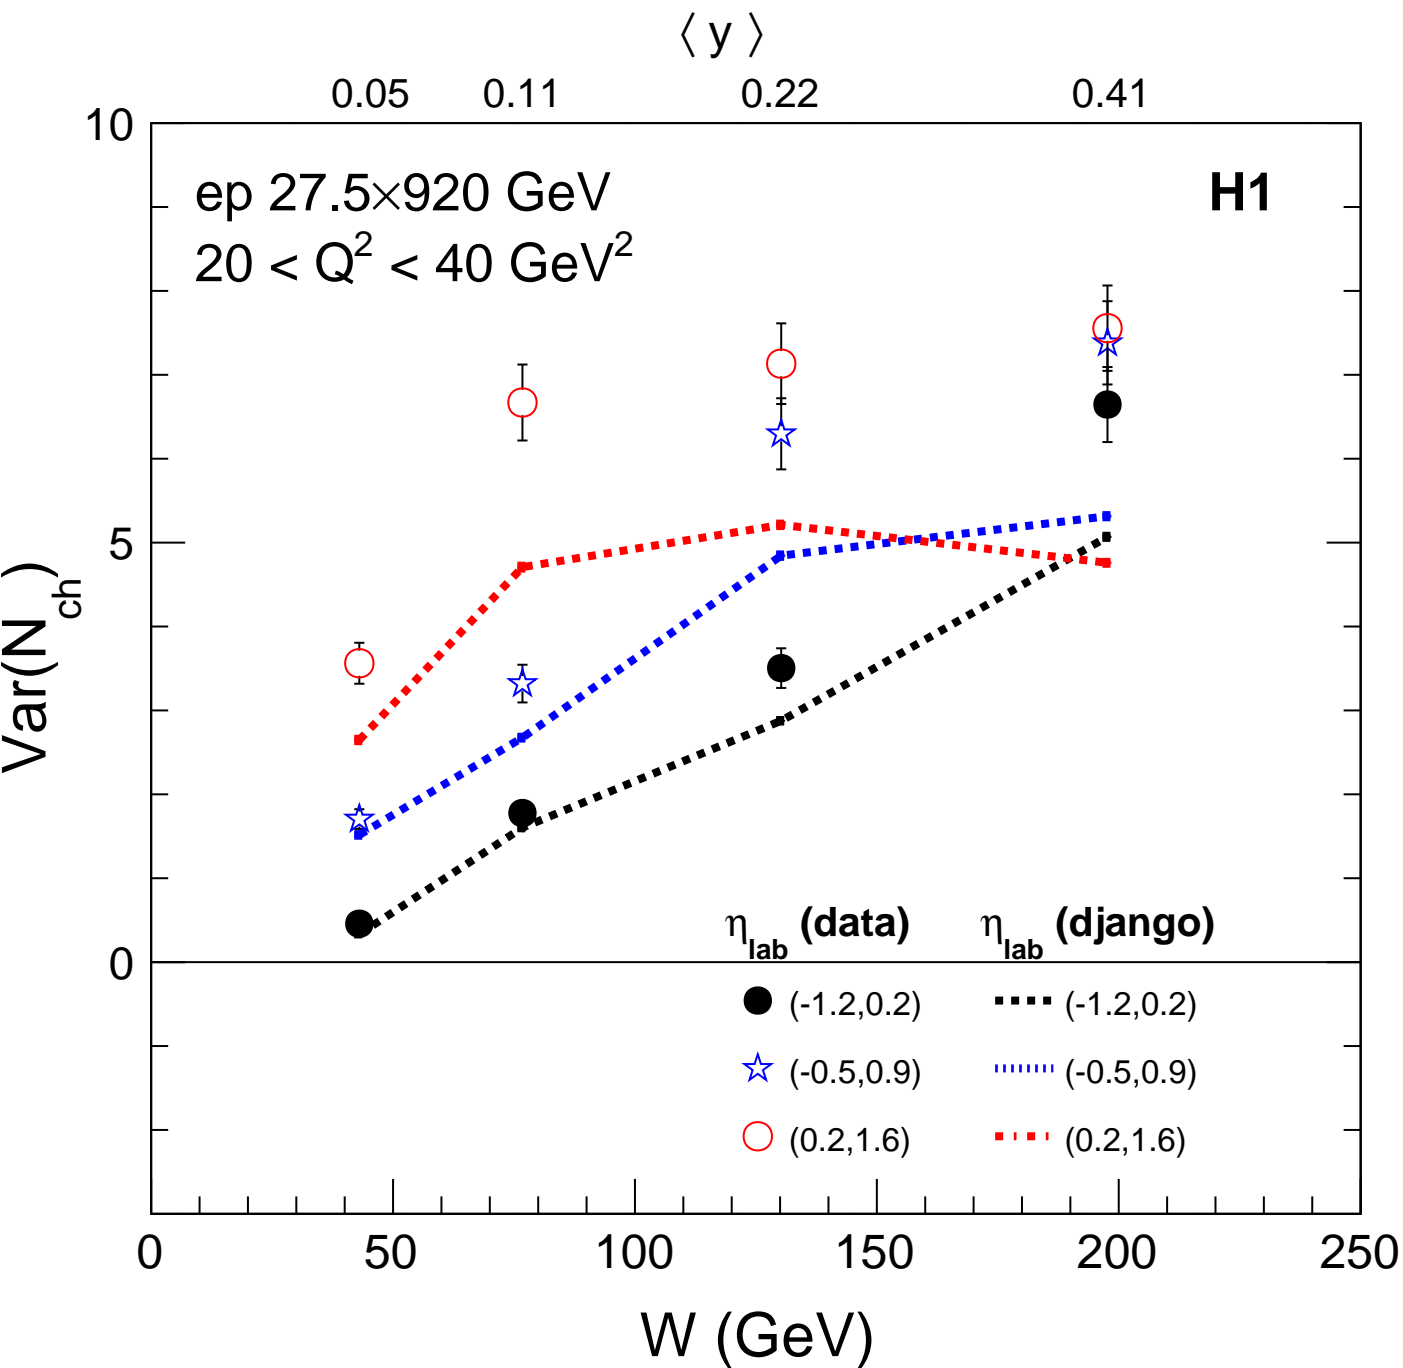 ⟨ y ⟩
0.05 0.11 0.22 0.41
10
ep 27.5×920 GeV
H1
20 < Q² < 40 GeV²
5
Var(N_ch)
0
η_lab (data) η_lab (django)
(-1.2,0.2) (-1.2,0.2)
(-0.5,0.9) (-0.5,0.9)
(0.2,1.6) (0.2,1.6)
0 50 100 150 200 250
W (GeV)